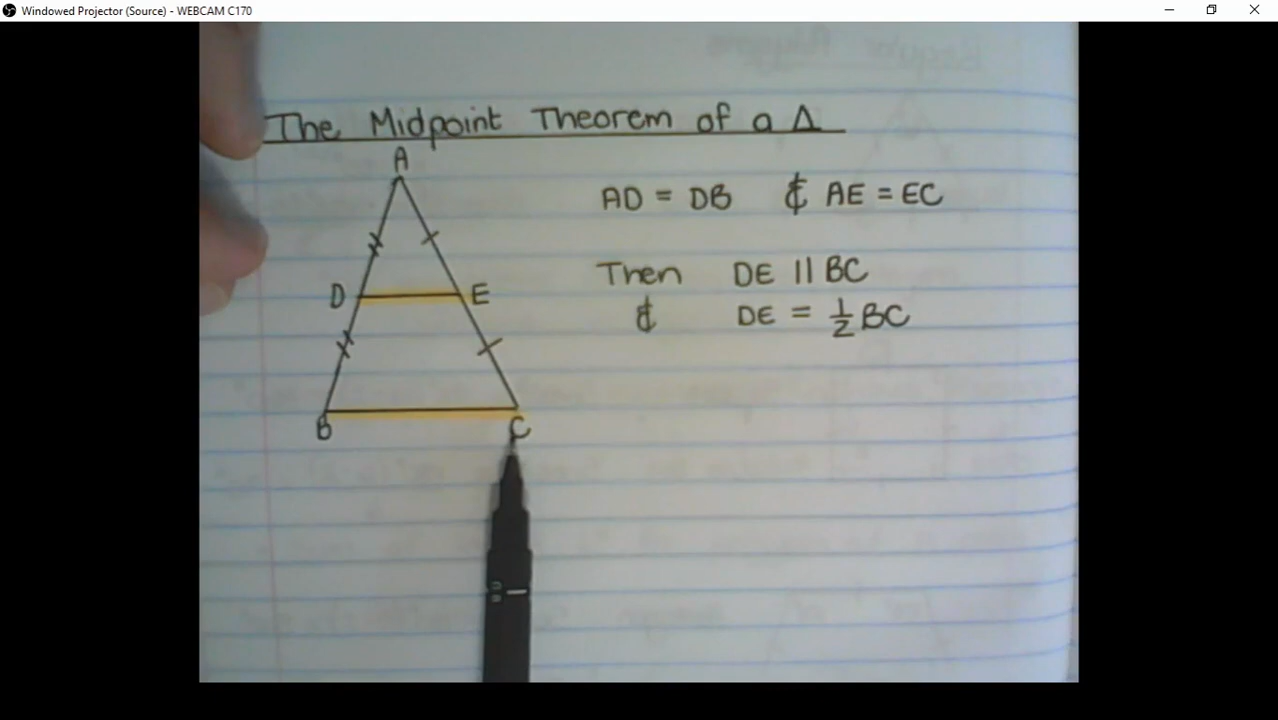 Windowed Projector (Source) - WEBCAM C170
The Midpoint Theorem of a Δ
A
AD = DB & AE = EC
Then DE || BC
D E
& DE = 1/2 BC
B C